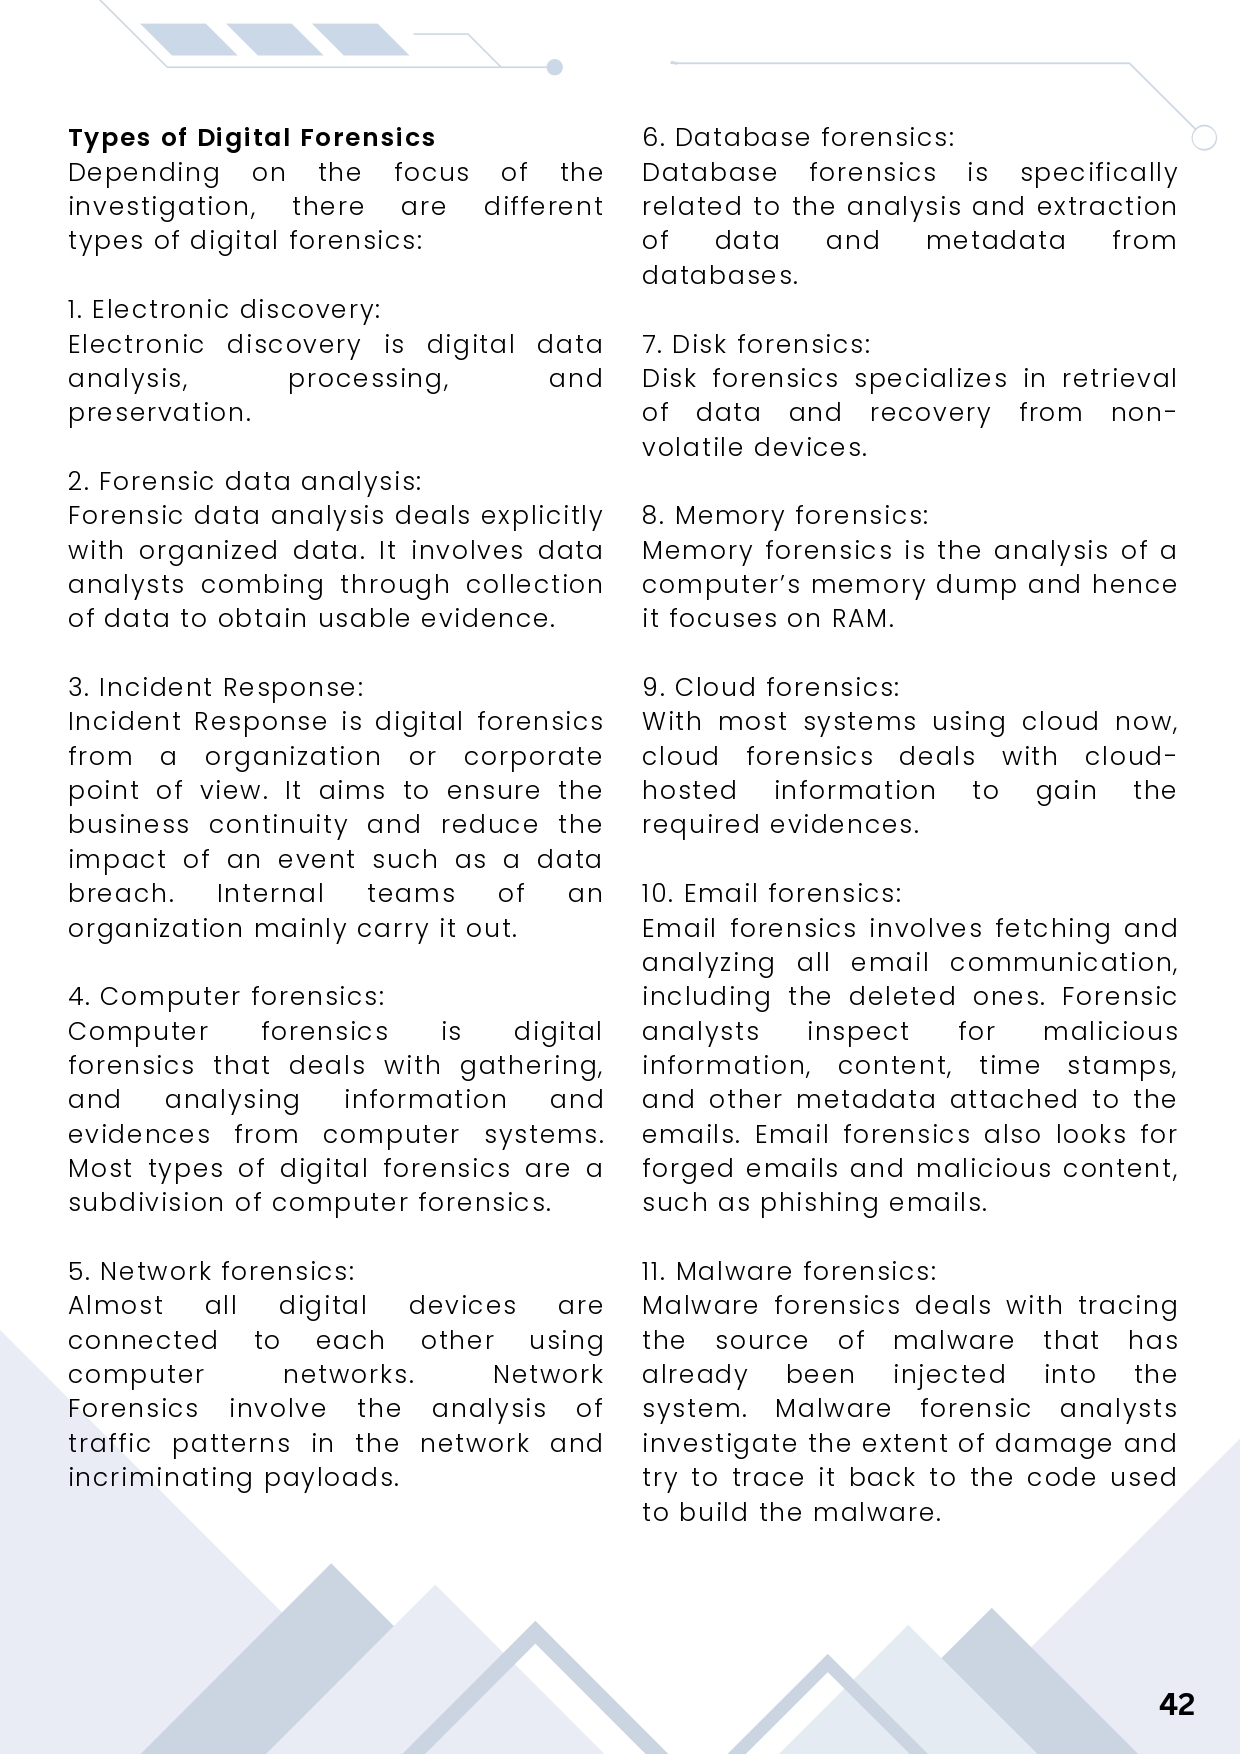 Types of Digital Forensics
Depending on the focus of the
investigation, there are different
types of digital forensics:
1. Electronic discovery:
Electronic discovery is digital data
analysis, processing, and
preservation.
2. Forensic data analysis:
Forensic data analysis deals explicitly
with organized data. It involves data
analysts combing through collection
of data to obtain usable evidence.
3. Incident Response:
Incident Response is digital forensics
from a organization or corporate
point of view. It aims to ensure the
business continuity and reduce the
impact of an event such as a data
breach. Internal teams of an
organization mainly carry it out.
4. Computer forensics:
Computer forensics is digital
forensics that deals with gathering,
and analysing information and
evidences from computer systems.
Most types of digital forensics are a
subdivision of computer forensics.
5. Network forensics:
Almost all digital devices are
connected to each other using
computer networks. Network
Forensics involve the analysis of
traffic patterns in the network and
incriminating payloads.
6. Database forensics:
Database forensics is specifically
related to the analysis and extraction
of data and metadata from
databases.
7. Disk forensics:
Disk forensics specializes in retrieval
of data and recovery from non-
volatile devices.
8. Memory forensics:
Memory forensics is the analysis of a
computer’s memory dump and hence
it focuses on RAM.
9. Cloud forensics:
With most systems using cloud now,
cloud forensics deals with cloud-
hosted information to gain the
required evidences.
10. Email forensics:
Email forensics involves fetching and
analyzing all email communication,
including the deleted ones. Forensic
analysts inspect for malicious
information, content, time stamps,
and other metadata attached to the
emails. Email forensics also looks for
forged emails and malicious content,
such as phishing emails.
11. Malware forensics:
Malware forensics deals with tracing
the source of malware that has
already been injected into the
system. Malware forensic analysts
investigate the extent of damage and
try to trace it back to the code used
to build the malware.
42